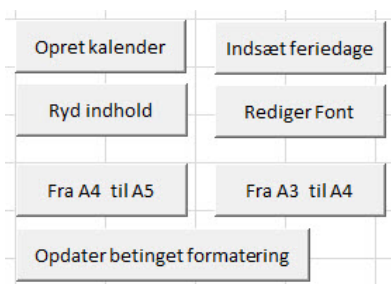 Opret kalender
Indsæt feriedage
Ryd indhold
Rediger Font
Fra A4 til A5
Fra A3 til A4
Opdater betinget formatering